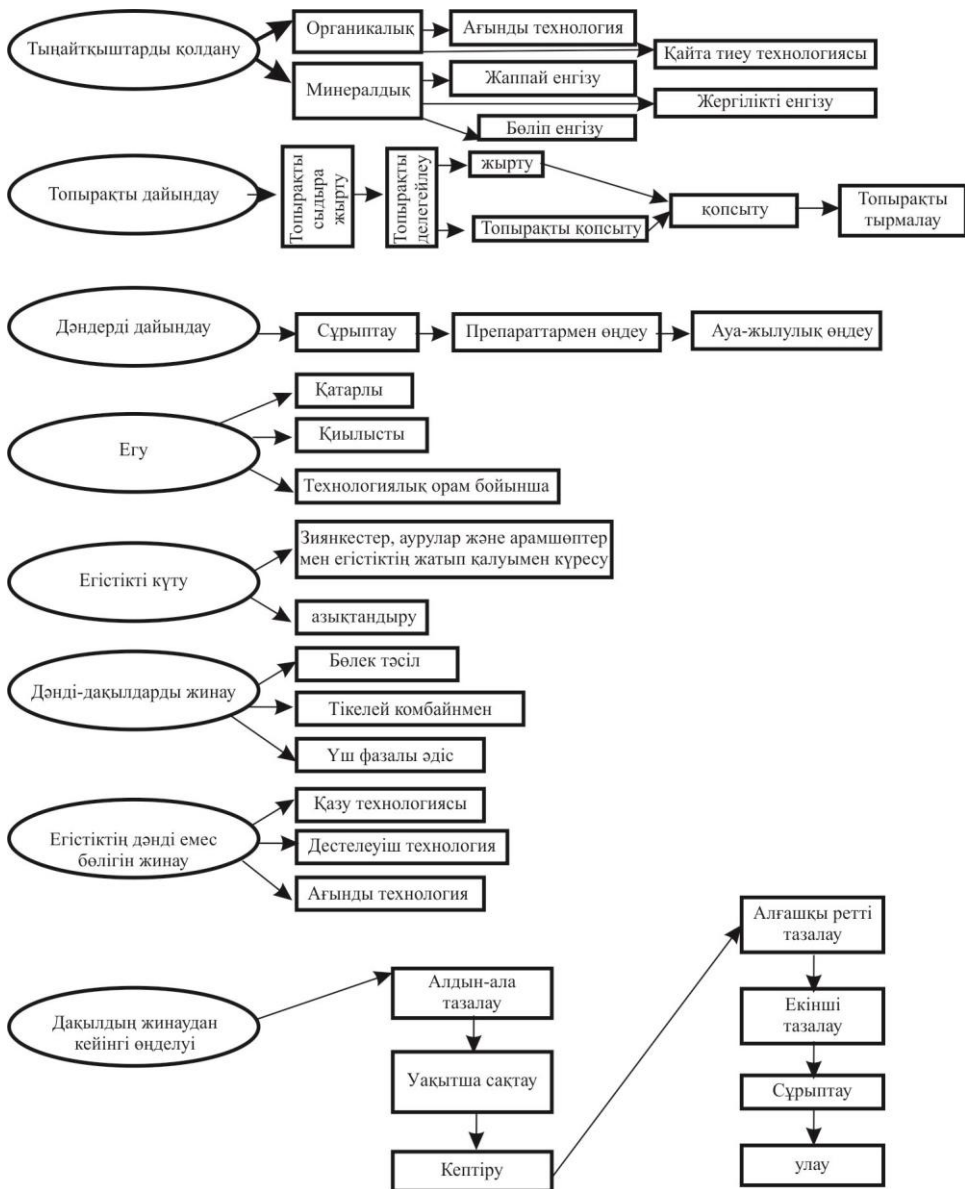 Тыңайтқыштарды қолдану
Органикалық
Ағынды технология
Қайта тиеу технологиясы
Минералдық
Жаппай енгізу
Жергілікті енгізу
Бөліп енгізу
Топырақты дайындау
Топырақты
сыдыра
жырту
Топырақты
делегейлеу
жырту
Топырақты қопсыту
қопсыту
Топырақты
тырмалау
Дәндерді дайындау
Сұрыптау
Препараттармен өңдеу
Ауа-жылулық өңдеу
Егу
Қатарлы
Қиылысты
Технологиялық орам бойынша
Егістікті күту
Зиянкестер, аурулар және арамшөптер
мен егістіктің жатып қалуымен күресу
азықтандыру
Дәнді-дақылдарды жинау
Бөлек тәсіл
Тікелей комбайнмен
Үш фазалы әдіс
Егістіктің дәнді емес
бөлігін жинау
Қазу технологиясы
Дестелеуіш технология
Ағынды технология
Дақылдың жинаудан
кейінгі өңделуі
Алдын-ала
тазалау
Уақытша сақтау
Кептіру
Алғашқы ретті
тазалау
Екінші
тазалау
Сұрыптау
улау